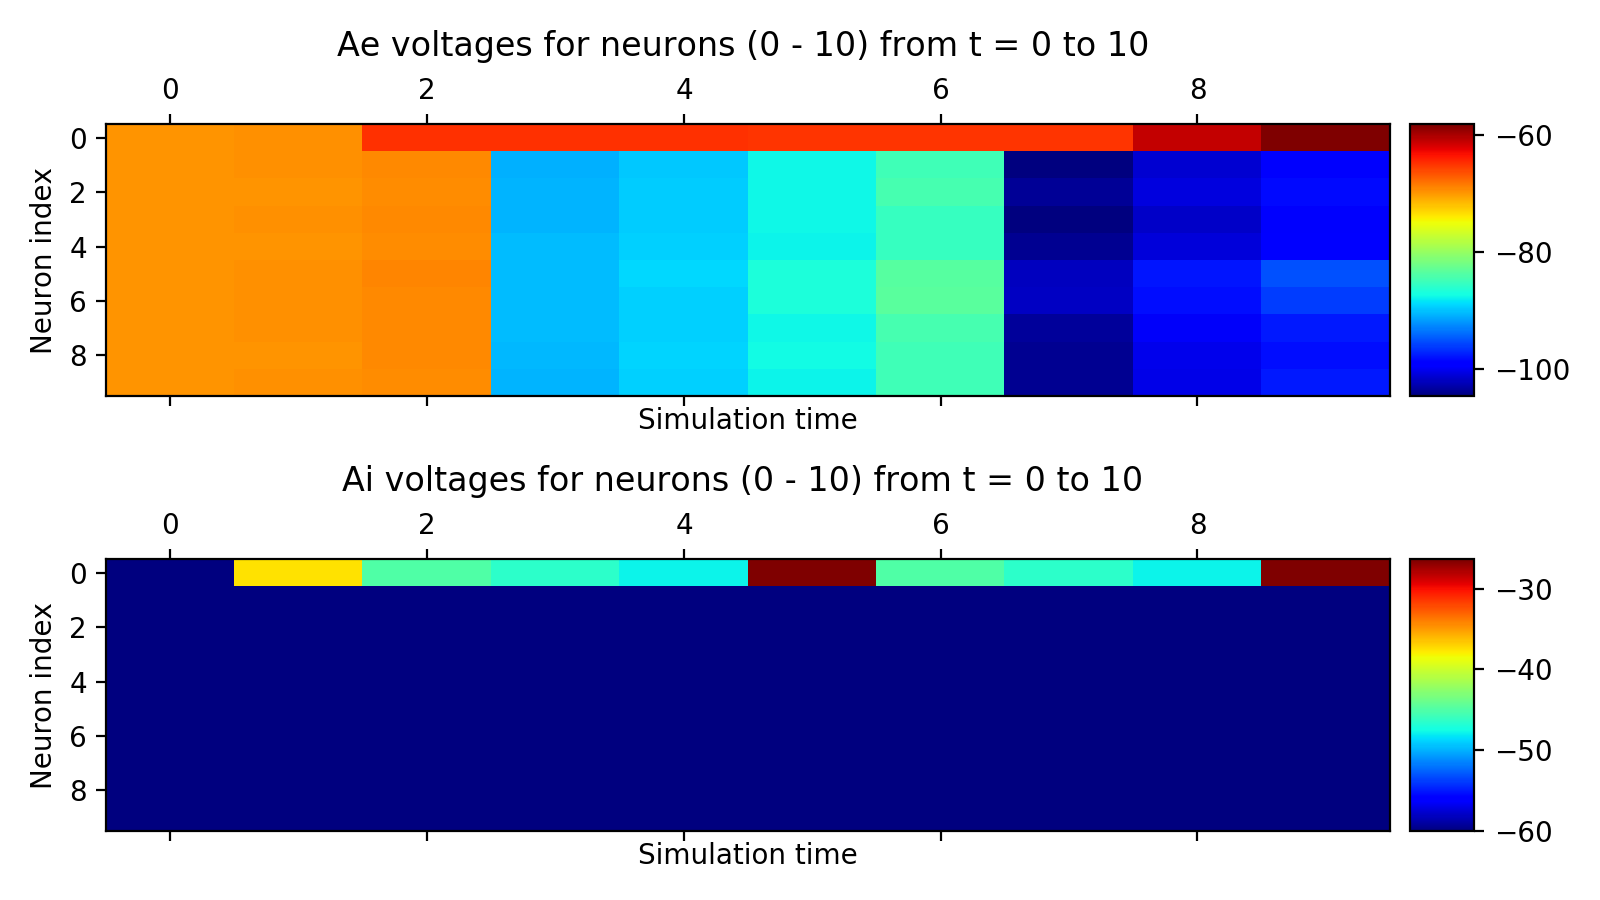 Ae voltages for neurons (0 - 10) from t = 0 to 10
0 2 4 6 8
Neuron index
0
2
4
6
8
Simulation time
−60
−80
−100
Ai voltages for neurons (0 - 10) from t = 0 to 10
0 2 4 6 8
Neuron index
0
2
4
6
8
Simulation time
−30
−40
−50
−60